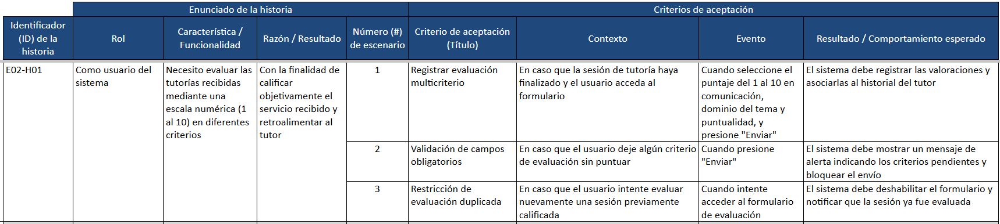 Enunciado de la historia
Criterios de aceptación
Identificador
(ID) de la
historia
Rol
Característica /
Funcionalidad
Razón / Resultado
Número (#)
de escenario
Criterio de aceptación
(Título)
Contexto
Evento
Resultado / Comportamiento esperado
E02-H01
Como usuario del
sistema
Necesito evaluar las
tutorías recibidas
mediante una
escala numérica (1
al 10) en diferentes
criterios
Con la finalidad de
calificar
objetivamente el
servicio recibido y
retroalimentar al
tutor
1
Registrar evaluación
multicriterio
En caso que la sesión de tutoría haya
finalizado y el usuario acceda al
formulario
Cuando seleccione el
puntaje del 1 al 10 en
comunicación,
dominio del tema y
puntualidad, y
presione "Enviar"
El sistema debe registrar las valoraciones y
asociarlas al historial del tutor
2
Validación de campos
obligatorios
En caso que el usuario deje algún criterio
de evaluación sin puntuar
Cuando presione
"Enviar"
El sistema debe mostrar un mensaje de
alerta indicando los criterios pendientes y
bloquear el envío
3
Restricción de
evaluación duplicada
En caso que el usuario intente evaluar
nuevamente una sesión previamente
calificada
Cuando intente
acceder al formulario
de evaluación
El sistema debe deshabilitar el formulario y
notificar que la sesión ya fue evaluada